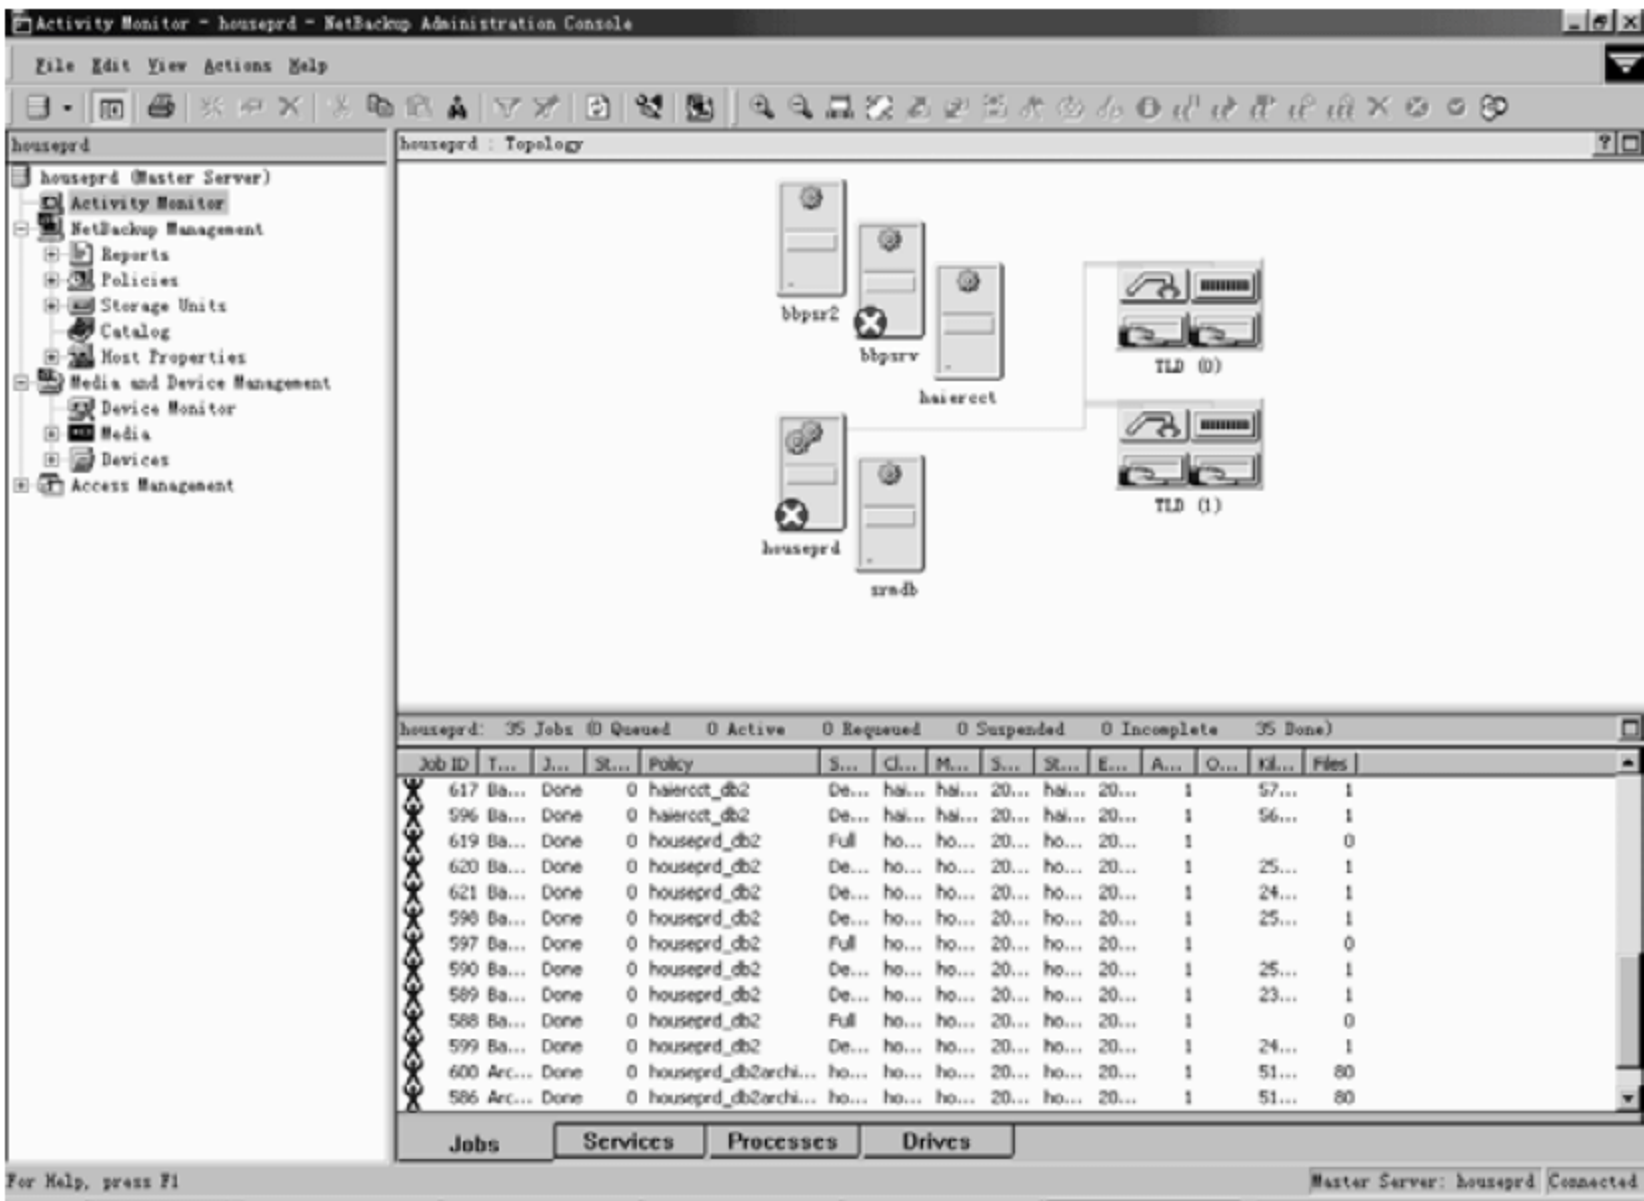 Activity Monitor - houseprd - NetBackup Administration Console
File Edit View Actions Help
houseprd
houseprd : Topology
houseprd (Master Server)
Activity Monitor
NetBackup Management
Reports
Policies
Storage Units
Catalog
Host Properties
Media and Device Management
Device Monitor
Media
Devices
Access Management
bbpsr2
bbpsrv
haiercct
TLD (0)
houseprd
srmdb
TLD (1)
houseprd: 35 Jobs (0 Queued 0 Active 0 Requeued 0 Suspended 0 Incomplete 35 Done)
Job ID T... J... St... Policy S... Cl... M... S... St... E... A... O... Kil... Files
617 Ba... Done 0 haiercct_db2 De... hai... hai... 20... hai... 20... 1 57... 1
596 Ba... Done 0 haiercct_db2 De... hai... hai... 20... hai... 20... 1 56... 1
619 Ba... Done 0 houseprd_db2 Full ho... ho... 20... ho... 20... 1 0
620 Ba... Done 0 houseprd_db2 De... ho... ho... 20... ho... 20... 1 25... 1
621 Ba... Done 0 houseprd_db2 De... ho... ho... 20... ho... 20... 1 24... 1
598 Ba... Done 0 houseprd_db2 De... ho... ho... 20... ho... 20... 1 25... 1
597 Ba... Done 0 houseprd_db2 Full ho... ho... 20... ho... 20... 1 0
590 Ba... Done 0 houseprd_db2 De... ho... ho... 20... ho... 20... 1 25... 1
589 Ba... Done 0 houseprd_db2 De... ho... ho... 20... ho... 20... 1 23... 1
588 Ba... Done 0 houseprd_db2 Full ho... ho... 20... ho... 20... 1 0
599 Ba... Done 0 houseprd_db2 De... ho... ho... 20... ho... 20... 1 24... 1
600 Arc... Done 0 houseprd_db2archi... ho... ho... ho... 20... ho... 20... 1 51... 80
586 Arc... Done 0 houseprd_db2archi... ho... ho... ho... 20... ho... 20... 1 51... 80
Jobs Services Processes Drives
For Help, press F1
Master Server: houseprd Connected